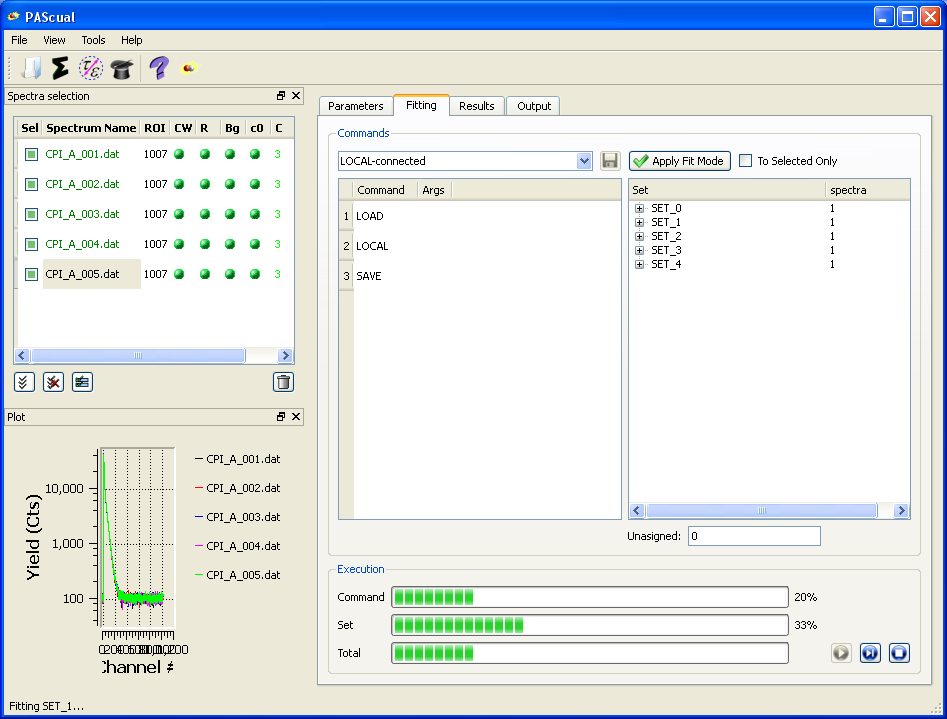 PAScual
File View Tools Help
Spectra selection
Sel Spectrum Name ROI CW R Bg c0 C
CPI_A_001.dat 1007 3
CPI_A_002.dat 1007 3
CPI_A_003.dat 1007 3
CPI_A_004.dat 1007 3
CPI_A_005.dat 1007 3
Plot
Yield (Cts)
10,000
1,000
100
CPI_A_001.dat
CPI_A_002.dat
CPI_A_003.dat
CPI_A_004.dat
CPI_A_005.dat
Parameters Fitting Results Output
Commands
LOCAL-connected
Apply Fit Mode
To Selected Only
Command Args
1 LOAD
2 LOCAL
3 SAVE
Set spectra
SET_0 1
SET_1 1
SET_2 1
SET_3 1
SET_4 1
Unasigned: 0
Execution
Command 20%
Set 33%
Total
Fitting SET_1...